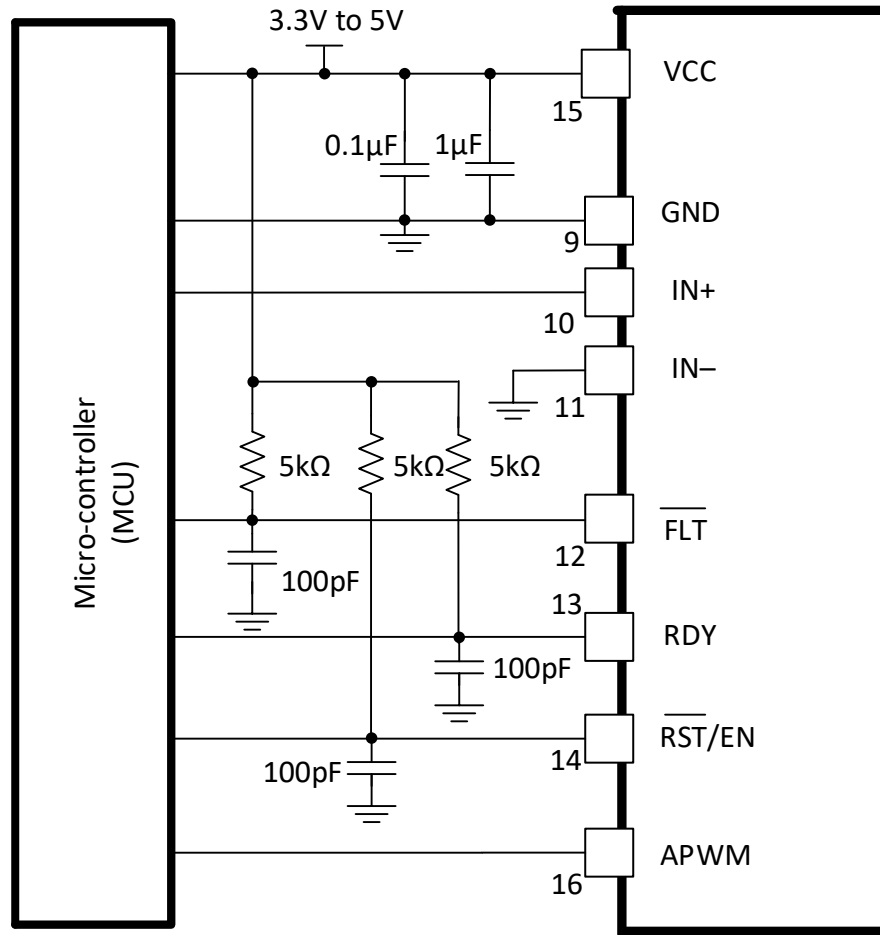 3.3V to 5V
VCC
15
0.1µF
1µF
GND
9
IN+
10
IN–
11
Micro-controller
(MCU)
5kΩ
5kΩ
5kΩ
FLT
12
100pF
13
RDY
100pF
RST/EN
14
100pF
APWM
16